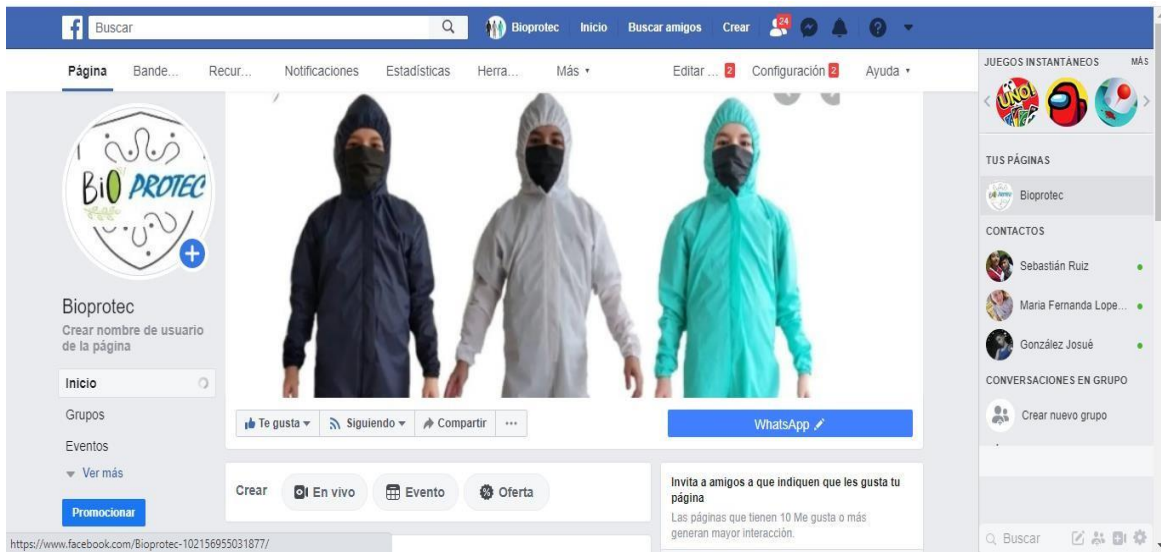 Buscar
Bioprotec
Inicio
Buscar amigos
Crear
24
Página
Bande...
Recur...
Notificaciones
Estadísticas
Herra...
Más
Editar ... 2
Configuración 2
Ayuda
BiO PROTEC
Bioprotec
Crear nombre de usuario
de la página
Inicio
Grupos
Eventos
Ver más
Promocionar
https://www.facebook.com/Bioprotec-102156955031877/
Te gusta
Siguiendo
Compartir
WhatsApp
Crear
En vivo
Evento
Oferta
Invita a amigos a que indiquen que les gusta tu
página
Las páginas que tienen 10 Me gusta o más
generan mayor interacción.
JUEGOS INSTANTÁNEOS
MÁS
UNO!
TUS PÁGINAS
Bioprotec
CONTACTOS
Sebastián Ruiz
Maria Fernanda Lope...
González Josué
CONVERSACIONES EN GRUPO
Crear nuevo grupo
Buscar